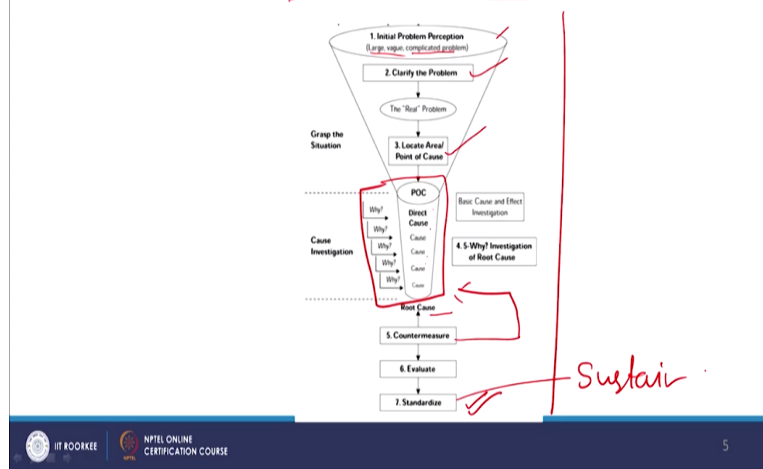 1. Initial Problem Perception
(Large, vague, complicated problem)
2. Clarify the Problem
The "Real" Problem
Grasp the
Situation
3. Locate Area/
Point of Cause
POC
Basic Cause and Effect
Investigation
Why?
Direct
Cause
Why?
Cause
Why?
Cause
Why?
Cause
Why?
Cause
Cause
Investigation
4. 5-Why? Investigation
of Root Cause
Root Cause
5. Countermeasure
6. Evaluate
7. Standardize
Sustain
IIT ROORKEE
NPTEL ONLINE
CERTIFICATION COURSE
5